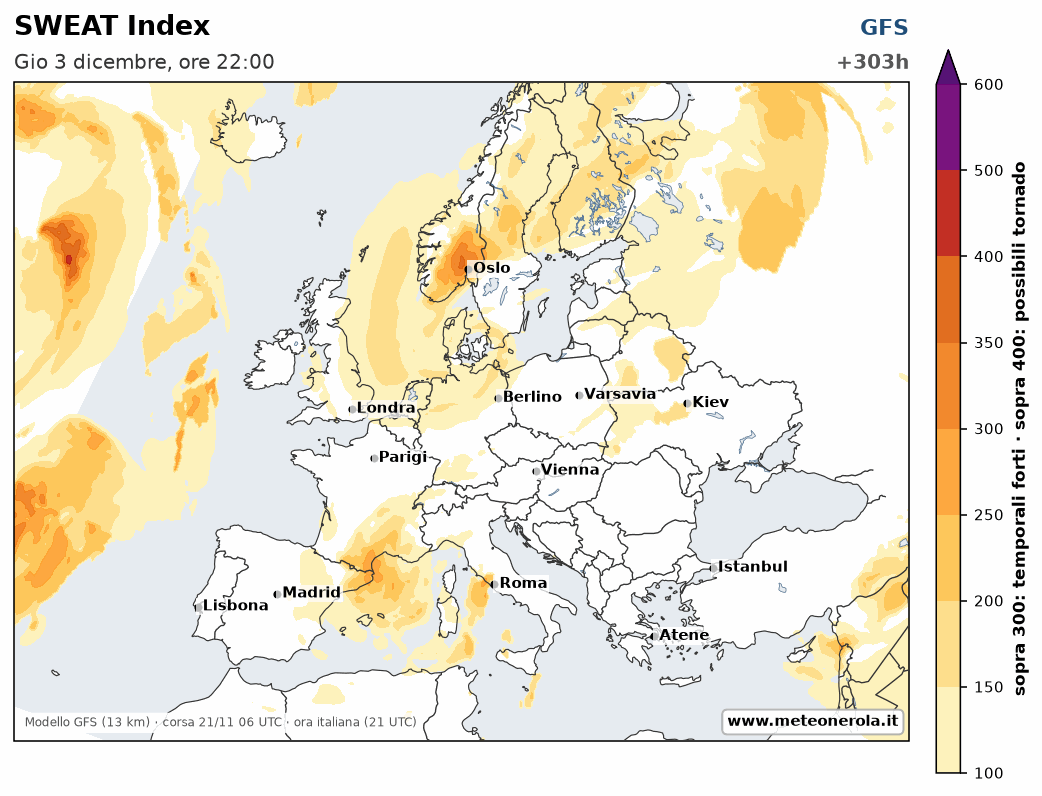 SWEAT Index
GFS
Gio 3 dicembre, ore 22:00
+303h
Oslo
Londra
Berlino
Varsavia
Kiev
Parigi
Vienna
Istanbul
Madrid
Roma
Lisbona
Atene
Modello GFS (13 km) · corsa 21/11 06 UTC · ora italiana (21 UTC)
www.meteonerola.it
600
500
400
350
300
250
200
150
100
sopra 300: temporali forti · sopra 400: possibili tornado